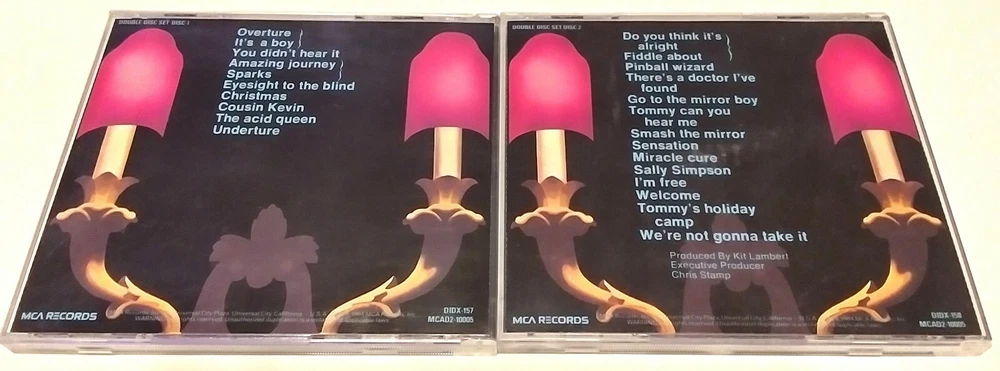 DOUBLE DISC SET DISC 1
Overture
It's a boy
You didn't hear it
Amazing journey
Sparks
Eyesight to the blind
Christmas
Cousin Kevin
The acid queen
Underture
MCA RECORDS
DIDX-157
MCAD2-10005
DOUBLE DISC SET DISC 2
Do you think it's
alright
Fiddle about
Pinball wizard
There's a doctor I've
found
Go to the mirror boy
Tommy can you
hear me
Smash the mirror
Sensation
Miracle cure
Sally Simpson
I'm free
Welcome
Tommy's holiday
camp
We're not gonna take it
Produced By Kit Lambert
Executive Producer
Chris Stamp
MCA RECORDS
DIDX-158
MCAD2-10005